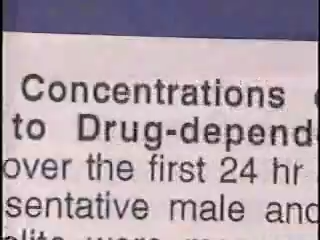 Concentrations
to Drug-depend
over the first 24 hr
sentative male and